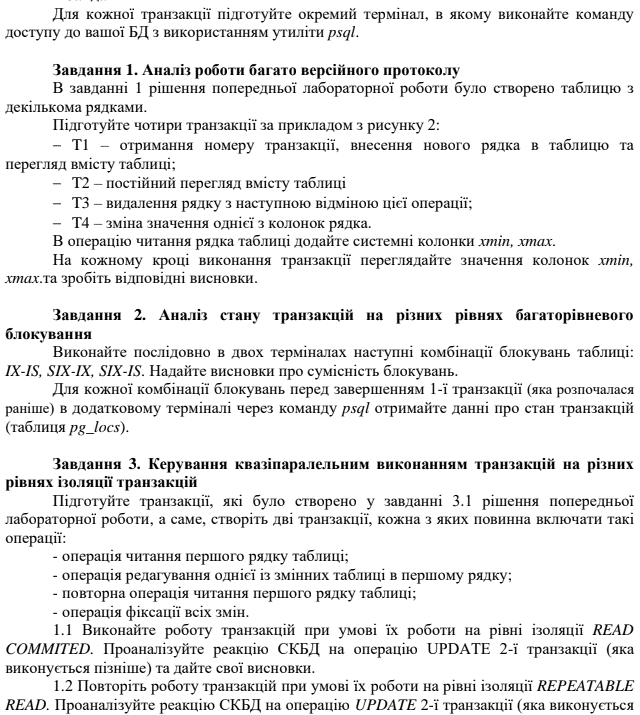 Для кожної транзакції підготуйте окремий термінал, в якому виконайте команду
доступу до вашої БД з використанням утиліти psql.
Завдання 1. Аналіз роботи багато версійного протоколу
В завданні 1 рішення попередньої лабораторної роботи було створено таблицю з
декількома рядками.
Підготуйте чотири транзакції за прикладом з рисунку 2:
− T1 – отримання номеру транзакції, внесення нового рядка в таблицю та
перегляд вмісту таблиці;
− T2 – постійний перегляд вмісту таблиці
− T3 – видалення рядку з наступною відміною цієї операції;
− T4 – зміна значення однієї з колонок рядка.
В операцію читання рядка таблиці додайте системні колонки xmin, xmax.
На кожному кроці виконання транзакції переглядайте значення колонок xmin,
xmax.та зробіть відповідні висновки.
Завдання 2. Аналіз стану транзакцій на різних рівнях багаторівневого
блокування
Виконайте послідовно в двох терміналах наступні комбінації блокувань таблиці:
IX-IS, SIX-IX, SIX-IS. Надайте висновки про сумісність блокувань.
Для кожної комбінації блокувань перед завершенням 1-ї транзакції (яка розпочалася
раніше) в додатковому терміналі через команду psql отримайте данні про стан транзакцій
(таблиця pg_locs).
Завдання 3. Керування квазіпаралельним виконанням транзакцій на різних
рівнях ізоляції транзакцій
Підготуйте транзакції, які було створено у завданні 3.1 рішення попередньої
лабораторної роботи, а саме, створіть дві транзакції, кожна з яких повинна включати такі
операції:
- операція читання першого рядку таблиці;
- операція редагування однієї із змінних таблиці в першому рядку;
- повторна операція читання першого рядку таблиці;
- операція фіксації всіх змін.
1.1 Виконайте роботу транзакцій при умові їх роботи на рівні ізоляції READ
COMMITED. Проаналізуйте реакцію СКБД на операцію UPDATE 2-ї транзакції (яка
виконується пізніше) та дайте свої висновки.
1.2 Повторіть роботу транзакцій при умові їх роботи на рівні ізоляції REPEATABLE
READ. Проаналізуйте реакцію СКБД на операцію UPDATE 2-ї транзакції (яка виконується